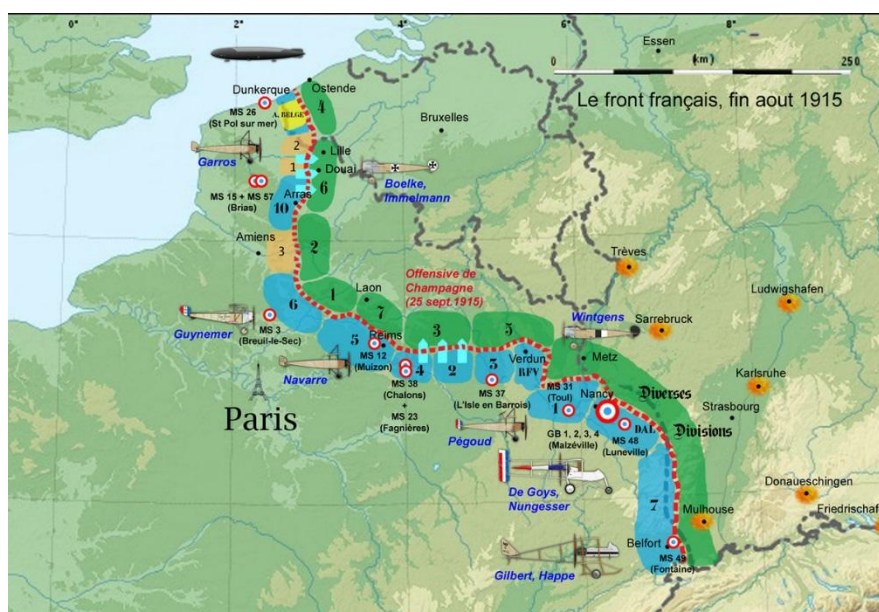 0°
2°
4°
6°
8°
Essen
(km)
0
250
Le front français, fin aout 1915
Dunkerque
Ostende
MS 26
(St Pol sur mer)
A. BELGE
4
Bruxelles
Garros
2
Lille
1
Douai
6
Boelke,
Immelmann
MS 15 + MS 57
(Brias)
Arras
10
Amiens
3
2
Trèves
Offensive de
Champagne
(25 sept.1915)
Laon
1
7
6
Ludwigshafen
Guynemer
MS 3
(Breuil-le-Sec)
Wintgens
Sarrebruck
3
5
5
Reims
MS 12
(Muizon)
4
2
3
Verdun
RFV
Metz
Navarre
MS 38
(Chalons)
+
MS 23
(Fagnières)
MS 37
(L'Isle en Barrois)
MS 31
(Toul)
1
Nancy
Karlsruhe
Diverses
Divisions
Strasbourg
Paris
Pégoud
GB 1, 2, 3, 4
(Malzéville)
DAL
MS 48
(Luneville)
De Goys,
Nungesser
7
Donaueschingen
Mulhouse
Friedrischaf
Belfort
MS 49
(Fontaine)
Gilbert, Happe